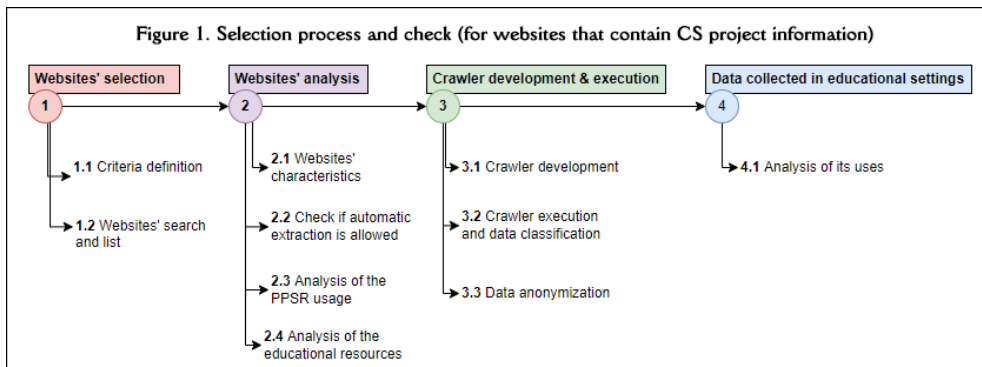 Figure 1. Selection process and check (for websites that contain CS project information)
Websites' selection
1
1.1 Criteria definition
1.2 Websites' search
and list
Websites' analysis
2
2.1 Websites'
characteristics
2.2 Check if automatic
extraction is allowed
2.3 Analysis of the
PPSR usage
2.4 Analysis of the
educational resources
Crawler development & execution
3
3.1 Crawler development
3.2 Crawler execution
and data classification
3.3 Data anonymization
Data collected in educational settings
4
4.1 Analysis of its uses